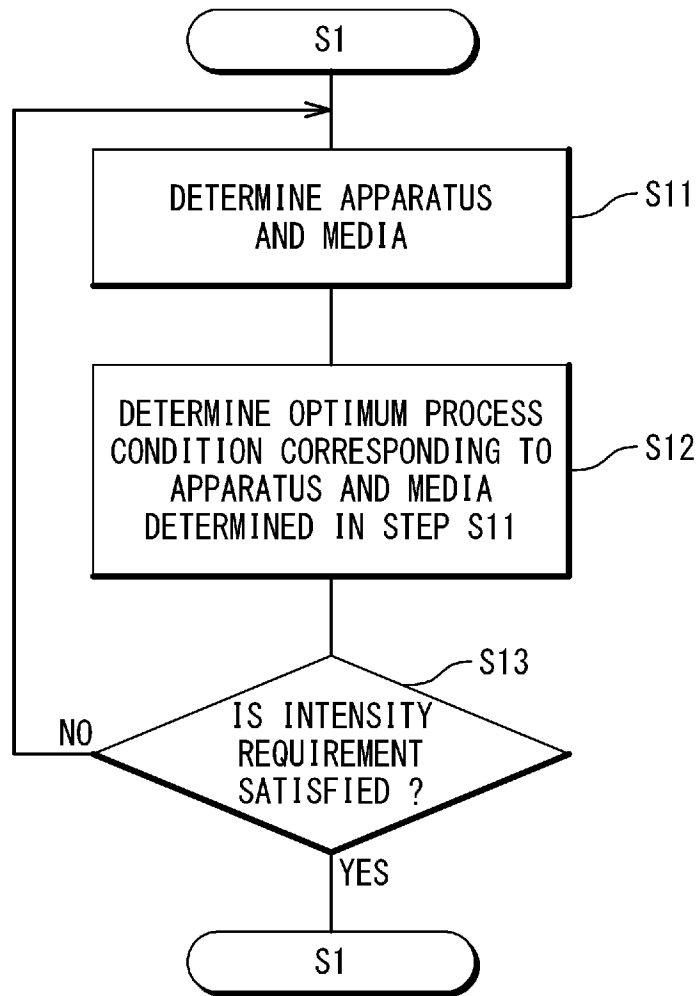 S1
DETERMINE APPARATUS
AND MEDIA
S11
DETERMINE OPTIMUM PROCESS
CONDITION CORRESPONDING TO
APPARATUS AND MEDIA
DETERMINED IN STEP S11
S12
S13
IS INTENSITY
REQUIREMENT
SATISFIED ?
NO
YES
S1